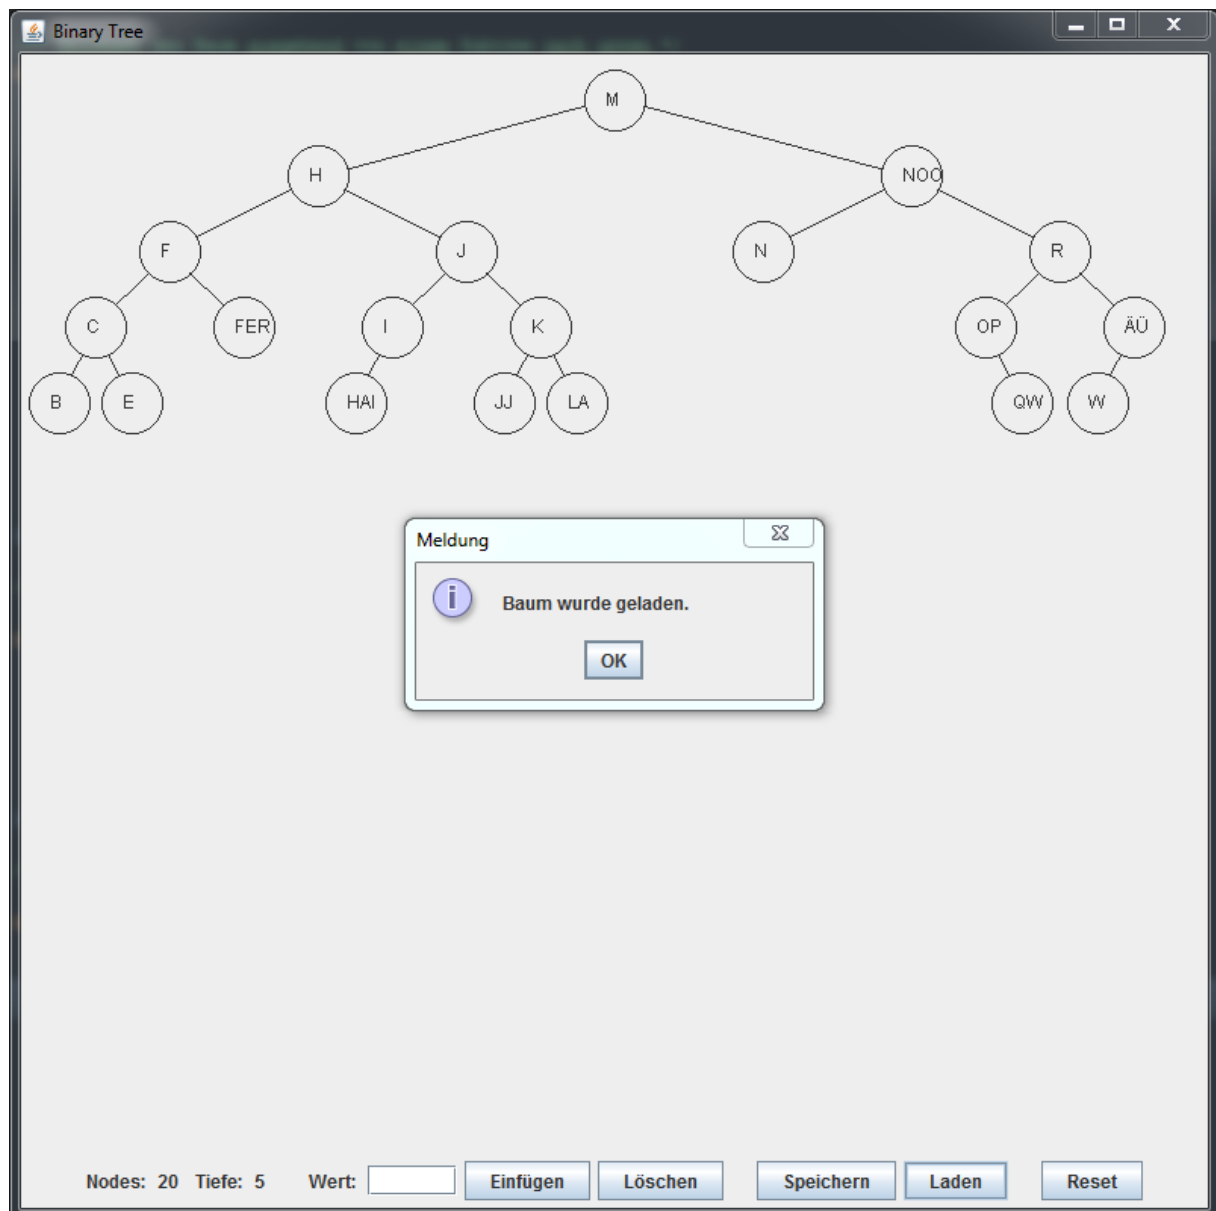 Binary Tree
M
H NOO
F J N R
C FER I K OP ÄÜ
B E HAI JJ LA QW W
Meldung
Baum wurde geladen.
OK
Nodes: 20 Tiefe: 5 Wert: Einfügen Löschen Speichern Laden Reset